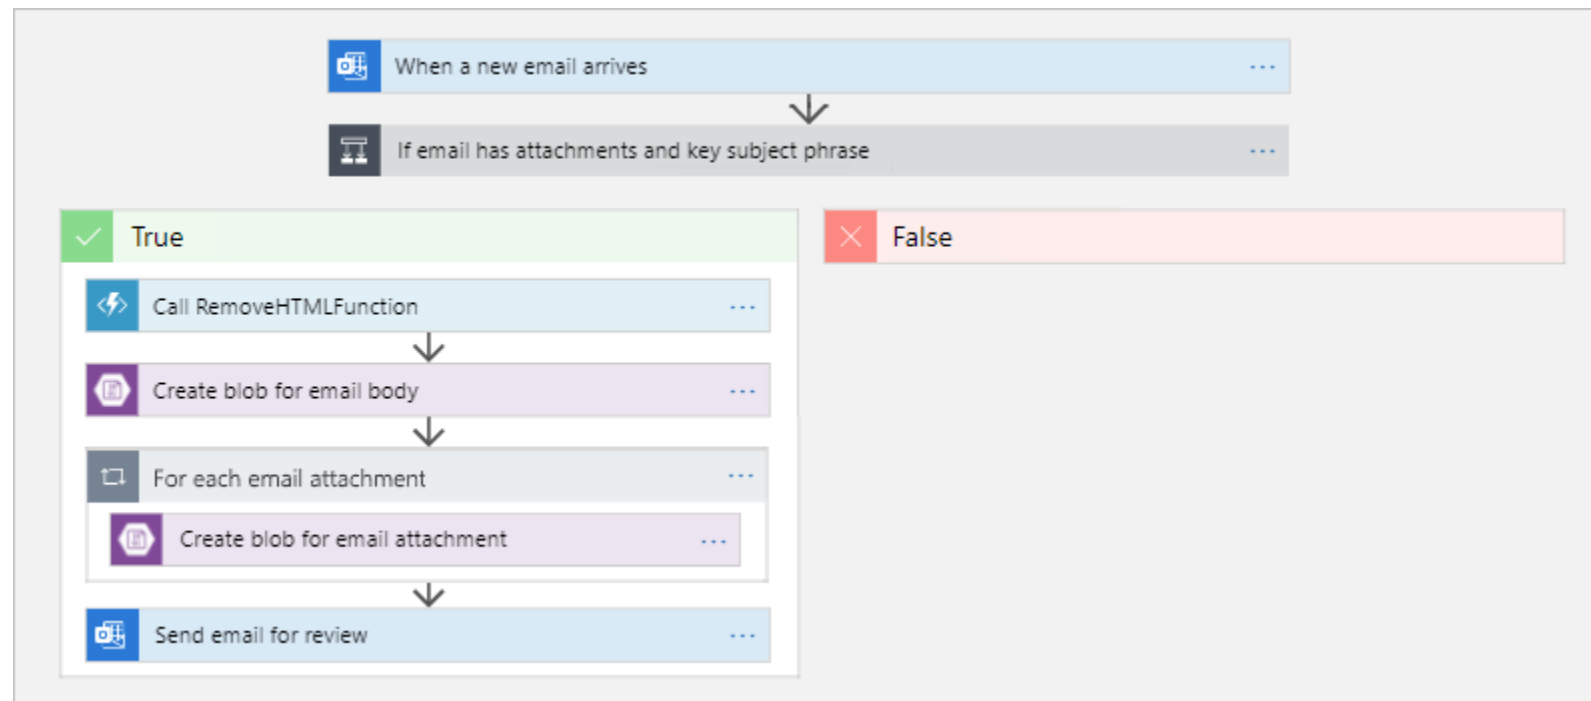 When a new email arrives
If email has attachments and key subject phrase
True
False
Call RemoveHTMLFunction
Create blob for email body
For each email attachment
Create blob for email attachment
Send email for review